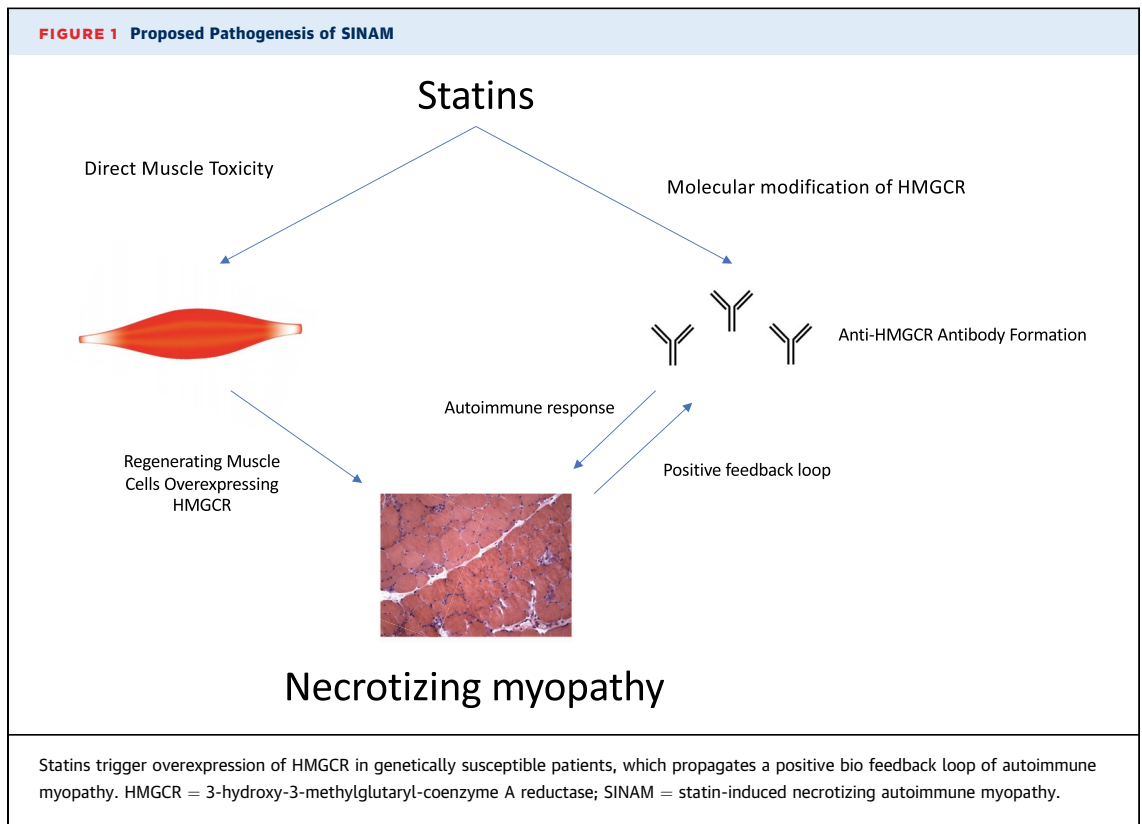 FIGURE 1 Proposed Pathogenesis of SINAM
Statins
Direct Muscle Toxicity
Molecular modification of HMGCR
Anti-HMGCR Antibody Formation
Autoimmune response
Regenerating Muscle
Cells Overexpressing
HMGCR
Positive feedback loop
Necrotizing myopathy
Statins trigger overexpression of HMGCR in genetically susceptible patients, which propagates a positive bio feedback loop of autoimmune
myopathy. HMGCR = 3-hydroxy-3-methylglutaryl-coenzyme A reductase; SINAM = statin-induced necrotizing autoimmune myopathy.